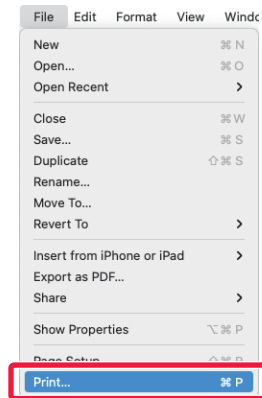 File Edit Format View Windo
New ⌘ N
Open... ⌘ O
Open Recent >
Close ⌘ W
Save... ⌘ S
Duplicate ⇧ ⌘ S
Rename...
Move To...
Revert To >
Insert from iPhone or iPad >
Export as PDF...
Share >
Show Properties ⌥ ⌘ P
Page Setup ⇧ ⌘ P
Print... ⌘ P